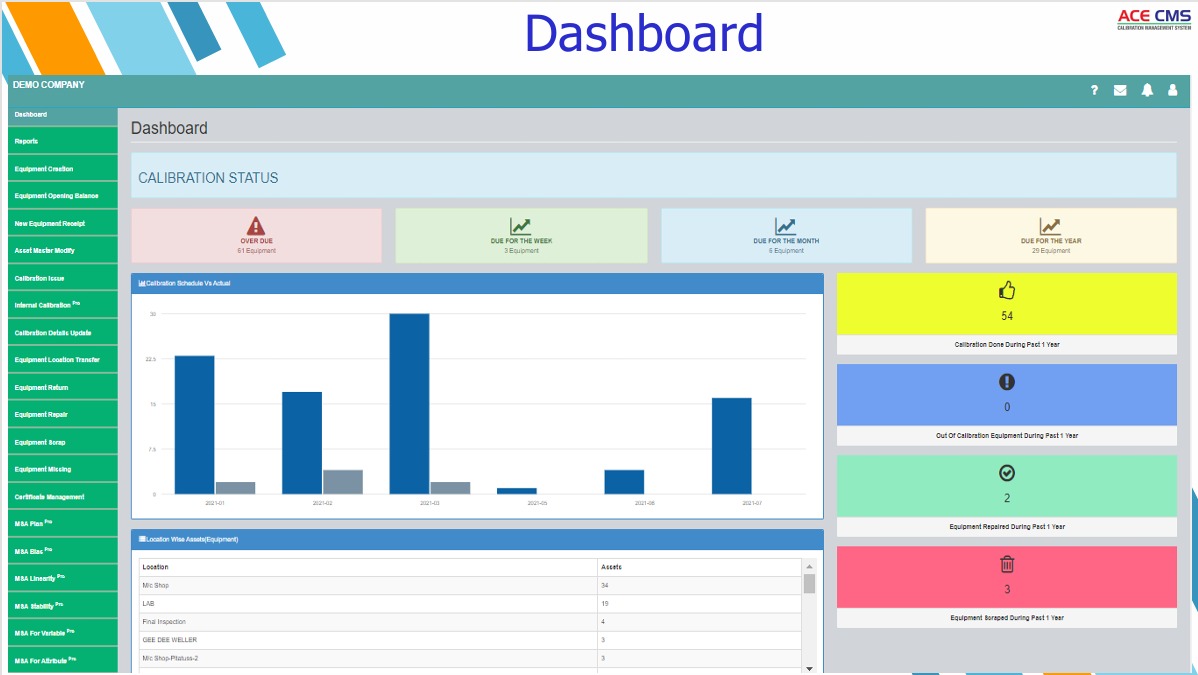 Dashboard
ACE CMS
CALIBRATION MANAGEMENT SYSTEM
DEMO COMPANY
?
Dashboard
Reports
Equipment Creation
Equipment Opening Balance
New Equipment Receipt
Asset Master Modify
Calibration Issue
Internal Calibration Pro
Calibration Details Update
Equipment Location Transfer
Equipment Return
Equipment Repair
Equipment Scrap
Equipment Missing
Certificate Management
MSA Plan Pro
MSA Bias Pro
MSA Linearity Pro
MSA Stability Pro
MSA For Variable Pro
MSA For Attribute Pro
Dashboard
CALIBRATION STATUS
OVER DUE
61 Equipment
DUE FOR THE WEEK
3 Equipment
DUE FOR THE MONTH
8 Equipment
DUE FOR THE YEAR
29 Equipment
Calibration Schedule Vs Actual
30
22.5
15
7.5
0
2021-01 2021-02 2021-03 2021-05 2021-06 2021-07
Location Wise Assets(Equipment)
Location Assets
M/c Shop 34
LAB 19
Final Inspection 4
GEE DEE WELLER 3
M/c Shop-Pltatuss-2 3
54
Calibration Done During Past 1 Year
0
Out Of Calibration Equipment During Past 1 Year
2
Equipment Repaired During Past 1 Year
3
Equipment Scraped During Past 1 Year